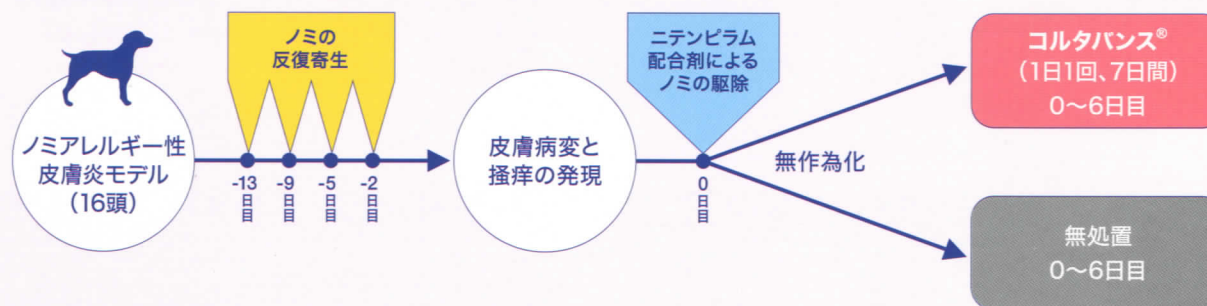 ノミアレルギー性
皮膚炎モデル
(16頭)
ノミの
反復寄生
-13
日
目
-9
日
目
-5
日
目
-2
日
目
皮膚病変と
掻痒の発現
ニテンピラム
配合剤による
ノミの駆除
0
日
目
無作為化
コルタバンス®
(1日1回、7日間)
0〜6日目
無処置
0〜6日目